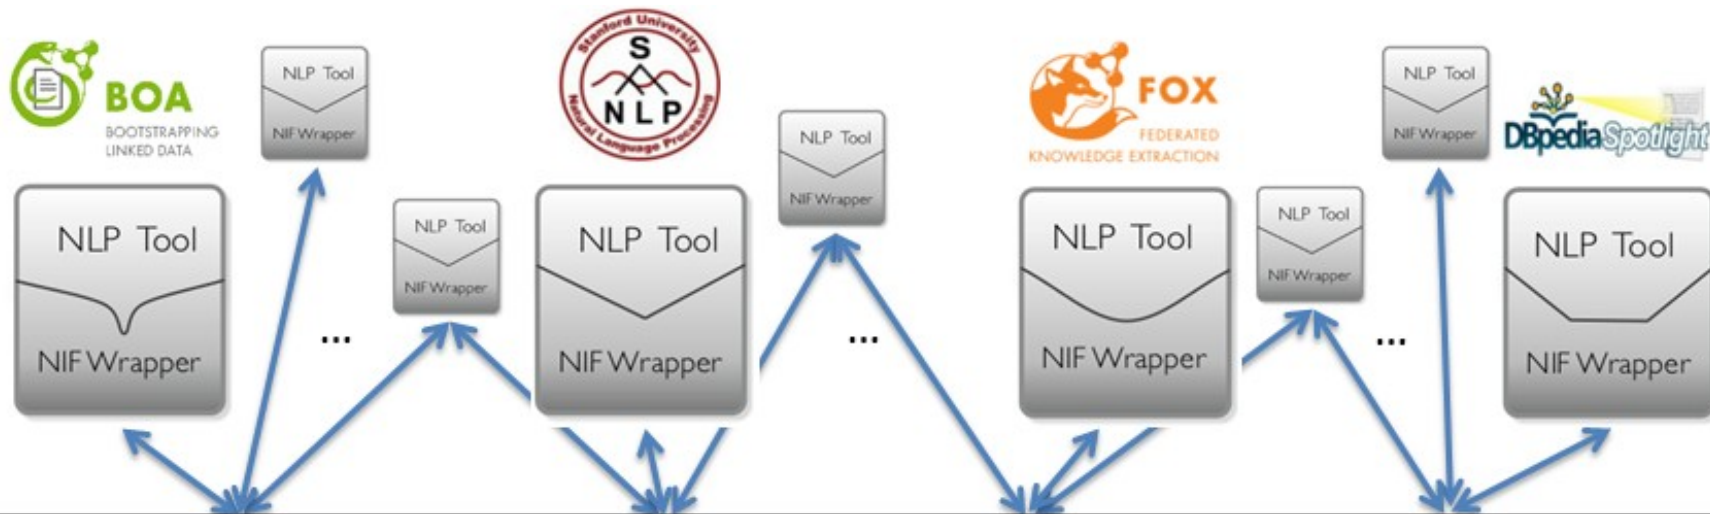 BOA
BOOTSTRAPPING
LINKED DATA
NLP Tool
NIF Wrapper
Stanford University
S
NLP
Natural Language Processing
NLP Tool
NIF Wrapper
FOX
FEDERATED
KNOWLEDGE EXTRACTION
NLP Tool
NIF Wrapper
DBpedia Spotlight
NLP Tool
NIF Wrapper
NLP Tool
NIF Wrapper
...
NLP Tool
NIF Wrapper
...
NLP Tool
NIF Wrapper
NLP Tool
NIF Wrapper
...
NLP Tool
NIF Wrapper